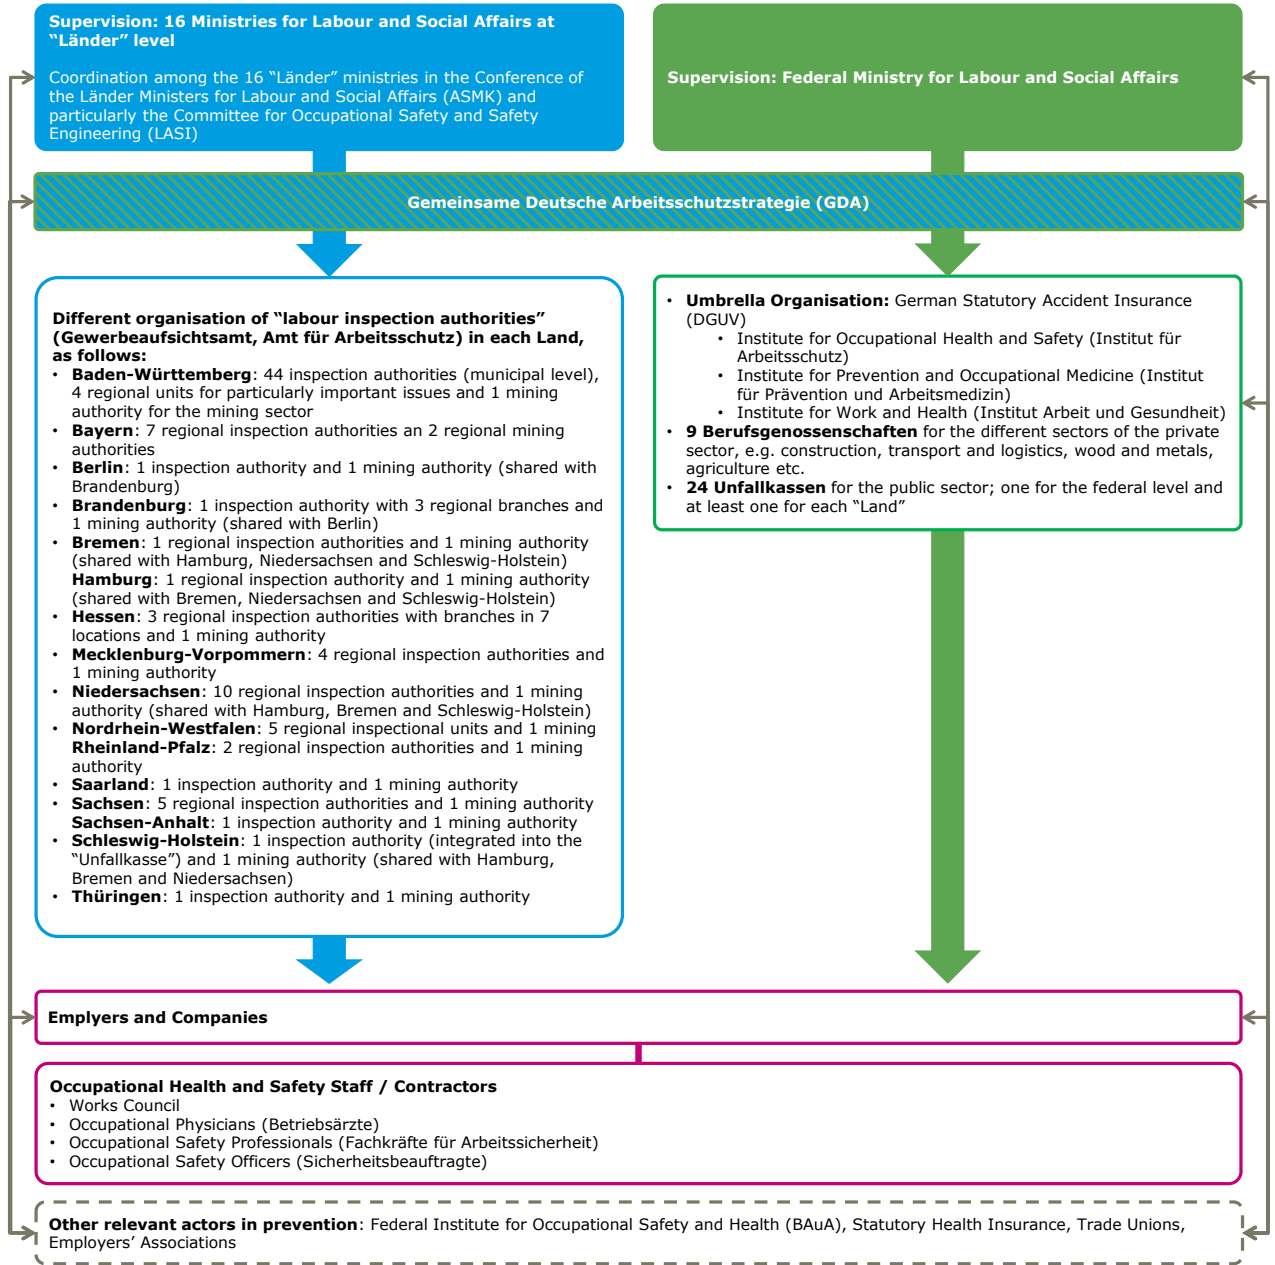 Supervision: 16 Ministries for Labour and Social Affairs at
“Länder” level
Coordination among the 16 “Länder” ministries in the Conference of
the Länder Ministers for Labour and Social Affairs (ASMK) and
particularly the Committee for Occupational Safety and Safety
Engineering (LASI)
Supervision: Federal Ministry for Labour and Social Affairs
Gemeinsame Deutsche Arbeitsschutzstrategie (GDA)
Different organisation of “labour inspection authorities”
(Gewerbeaufsichtsamt, Amt für Arbeitsschutz) in each Land,
as follows:
• Baden-Württemberg: 44 inspection authorities (municipal level),
4 regional units for particularly important issues and 1 mining
authority for the mining sector
• Bayern: 7 regional inspection authorities an 2 regional mining
authorities
• Berlin: 1 inspection authority and 1 mining authority (shared with
Brandenburg)
• Brandenburg: 1 inspection authority with 3 regional branches and
1 mining authority (shared with Berlin)
• Bremen: 1 regional inspection authorities and 1 mining authority
(shared with Hamburg, Niedersachsen and Schleswig-Holstein)
Hamburg: 1 regional inspection authority and 1 mining authority
(shared with Bremen, Niedersachsen and Schleswig-Holstein)
• Hessen: 3 regional inspection authorities with branches in 7
locations and 1 mining authority
• Mecklenburg-Vorpommern: 4 regional inspection authorities and
1 mining authority
• Niedersachsen: 10 regional inspection authorities and 1 mining
authority (shared with Hamburg, Bremen and Schleswig-Holstein)
• Nordrhein-Westfalen: 5 regional inspectional units and 1 mining
Rheinland-Pfalz: 2 regional inspection authorities and 1 mining
authority
• Saarland: 1 inspection authority and 1 mining authority
• Sachsen: 5 regional inspection authorities and 1 mining authority
Sachsen-Anhalt: 1 inspection authority and 1 mining authority
• Schleswig-Holstein: 1 inspection authority (integrated into the
“Unfallkasse”) and 1 mining authority (shared with Hamburg,
Bremen and Niedersachsen)
• Thüringen: 1 inspection authority and 1 mining authority
• Umbrella Organisation: German Statutory Accident Insurance
(DGUV)
• Institute for Occupational Health and Safety (Institut für
Arbeitsschutz)
• Institute for Prevention and Occupational Medicine (Institut
für Prävention und Arbeitsmedizin)
• Institute for Work and Health (Institut Arbeit und Gesundheit)
• 9 Berufsgenossenschaften for the different sectors of the private
sector, e.g. construction, transport and logistics, wood and metals,
agriculture etc.
• 24 Unfallkassen for the public sector; one for the federal level and
at least one for each “Land”
Emplyers and Companies
Occupational Health and Safety Staff / Contractors
• Works Council
• Occupational Physicians (Betriebsärzte)
• Occupational Safety Professionals (Fachkräfte für Arbeitssicherheit)
• Occupational Safety Officers (Sicherheitsbeauftragte)
Other relevant actors in prevention: Federal Institute for Occupational Safety and Health (BAuA), Statutory Health Insurance, Trade Unions,
Employers’ Associations